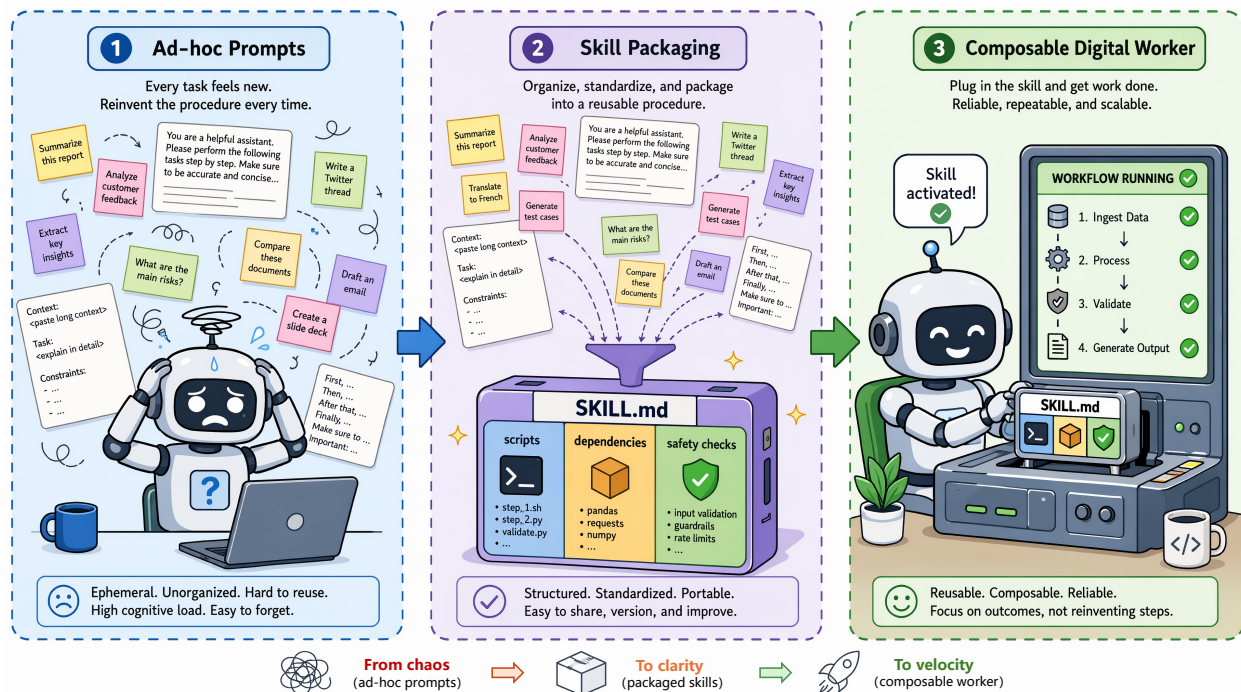 1 Ad-hoc Prompts
Every task feels new.
Reinvent the procedure every time.
Summarize
this report
Analyze
customer
feedback
You are a helpful assistant.
Please perform the following
tasks step by step. Make sure
to be accurate and concise...
Write a
Twitter
thread
Extract
key
insights
What are the
main risks?
Compare
these
documents
Draft an
email
Create a
slide deck
Context:
<paste long context>
Task:
<explain in detail>
Constraints:
- ...
- ...
- ...
First, ...
Then, ...
After that, ...
Finally, ...
Make sure to ...
Important: ...
?
Ephemeral. Unorganized. Hard to reuse.
High cognitive load. Easy to forget.
2 Skill Packaging
Organize, standardize, and package
into a reusable procedure.
Summarize
this report
Analyze
customer
feedback
You are a helpful assistant.
Please perform the following
tasks step by step. Make sure
to be accurate and concise...
Write a
Twitter
thread
Extract
key
insights
Translate
to French
Generate
test cases
What are the
main risks?
Generate
test cases
Context:
<paste long context>
Task:
<explain in detail>
Constraints:
- ...
- ...
- ...
Compare
these
documents
Draft an
email
First, ...
Then, ...
After that, ...
Finally, ...
Make sure to ...
Important: ...
SKILL.md
scripts
>_
• step_1.sh
• step_2.py
• validate.py
• ...
dependencies
• pandas
• requests
• numpy
• ...
safety checks
• input validation
• guardrails
• rate limits
• ...
Structured. Standardized. Portable.
Easy to share, version, and improve.
3 Composable Digital Worker
Plug in the skill and get work done.
Reliable, repeatable, and scalable.
Skill
activated!
WORKFLOW RUNNING
1. Ingest Data
2. Process
3. Validate
4. Generate Output
SKILL.md
>_
</>
Reusable. Composable. Reliable.
Focus on outcomes, not reinventing steps.
From chaos
(ad-hoc prompts)
To clarity
(packaged skills)
To velocity
(composable worker)